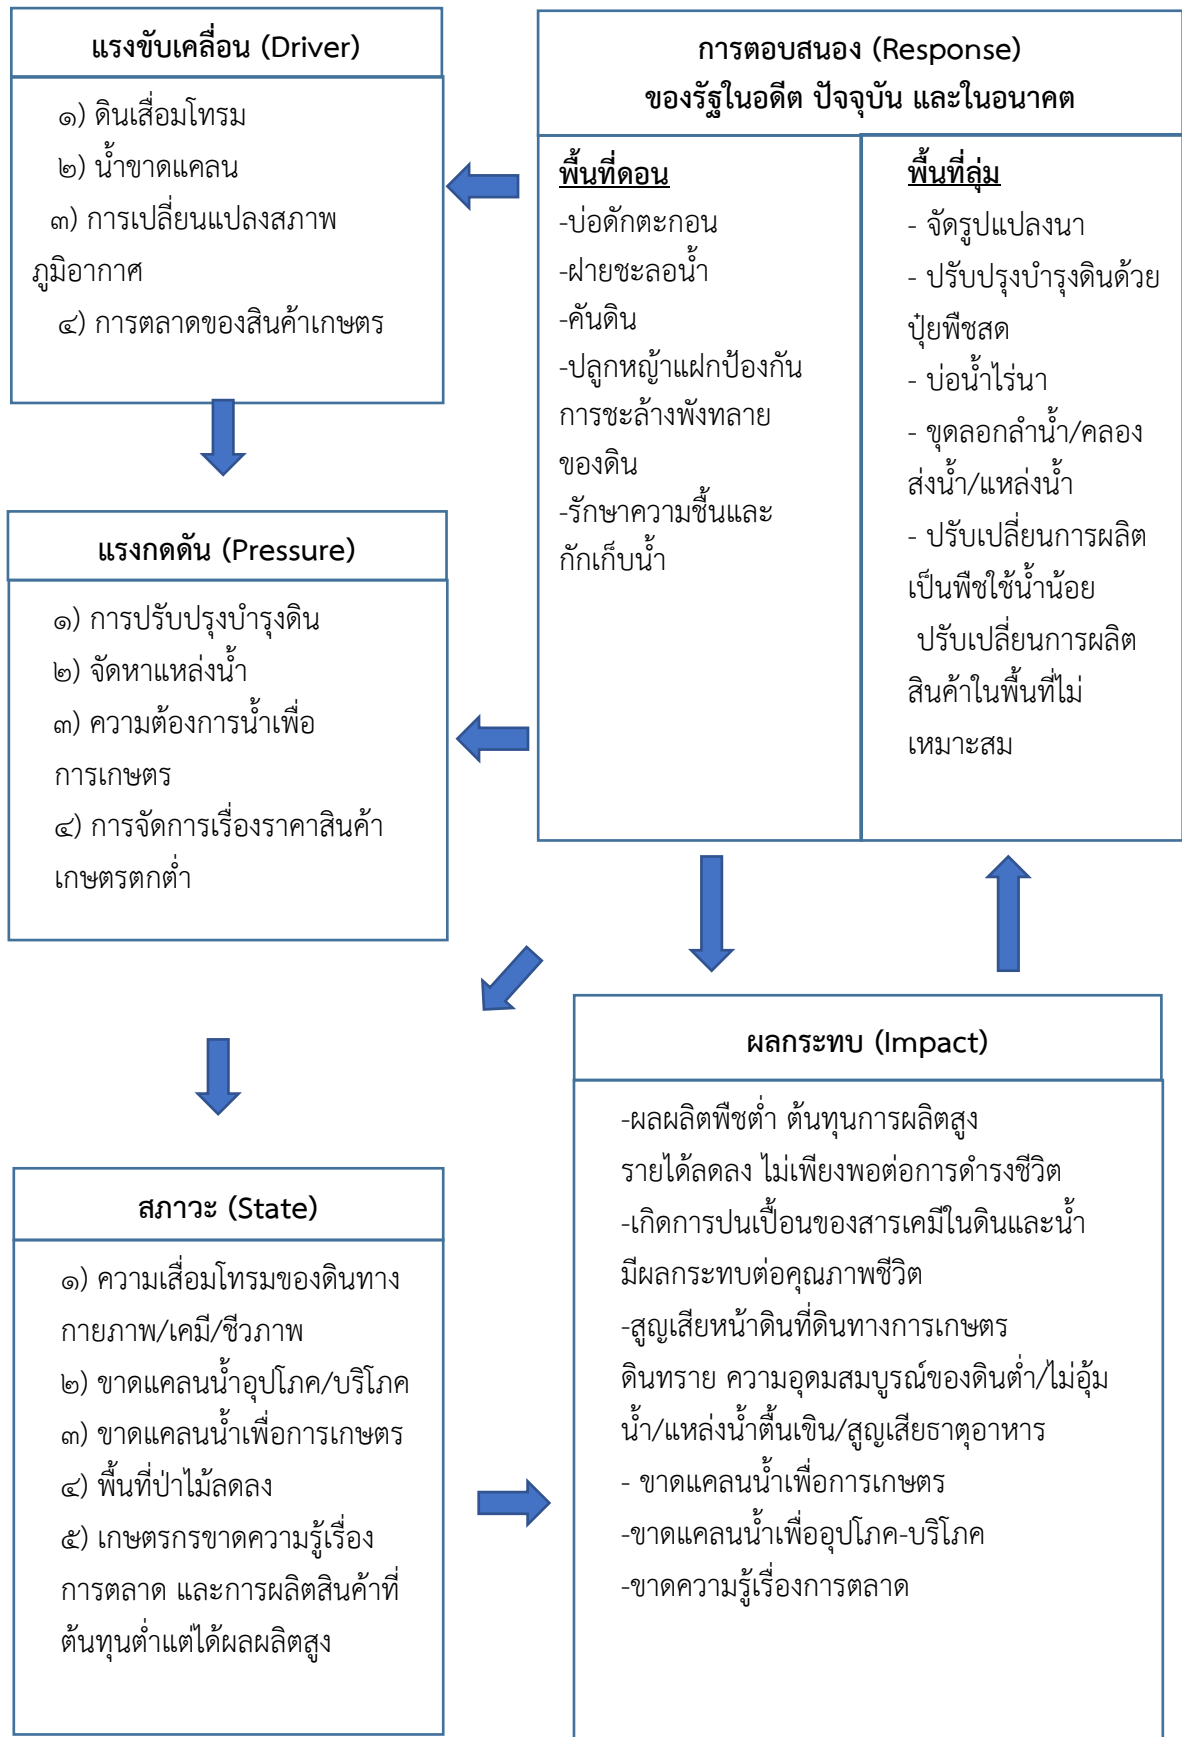 แรงขับเคลื่อน (Driver)
๑) ดินเสื่อมโทรม
๒) น้ำขาดแคลน
๓) การเปลี่ยนแปลงสภาพ
ภูมิอากาศ
๔) การตลาดของสินค้าเกษตร
การตอบสนอง (Response)
ของรัฐในอดีต ปัจจุบัน และในอนาคต
พื้นที่ดอน
-บ่อดักตะกอน
-ฝายชะลอน้ำ
-คันดิน
-ปลูกหญ้าแฝกป้องกัน
การชะล้างพังทลาย
ของดิน
-รักษาความชื้นและ
กักเก็บน้ำ
พื้นที่ลุ่ม
- จัดรูปแปลงนา
- ปรับปรุงบำรุงดินด้วย
ปุ๋ยพืชสด
- บ่อน้ำไร่นา
- ขุดลอกลำน้ำ/คลอง
ส่งน้ำ/แหล่งน้ำ
- ปรับเปลี่ยนการผลิต
เป็นพืชใช้น้ำน้อย
ปรับเปลี่ยนการผลิต
สินค้าในพื้นที่ไม่
เหมาะสม
แรงกดดัน (Pressure)
๑) การปรับปรุงบำรุงดิน
๒) จัดหาแหล่งน้ำ
๓) ความต้องการน้ำเพื่อ
การเกษตร
๔) การจัดการเรื่องราคาสินค้า
เกษตรตกต่ำ
สภาวะ (State)
๑) ความเสื่อมโทรมของดินทาง
กายภาพ/เคมี/ชีวภาพ
๒) ขาดแคลนน้ำอุปโภค/บริโภค
๓) ขาดแคลนน้ำเพื่อการเกษตร
๔) พื้นที่ป่าไม้ลดลง
๕) เกษตรกรขาดความรู้เรื่อง
การตลาด และการผลิตสินค้าที่
ต้นทุนต่ำแต่ได้ผลผลิตสูง
ผลกระทบ (Impact)
-ผลผลิตพืชต่ำ ต้นทุนการผลิตสูง
รายได้ลดลง ไม่เพียงพอต่อการดำรงชีวิต
-เกิดการปนเปื้อนของสารเคมีในดินและน้ำ
มีผลกระทบต่อคุณภาพชีวิต
-สูญเสียหน้าดินที่ดินทางการเกษตร
ดินทราย ความอุดมสมบูรณ์ของดินต่ำ/ไม่อุ้ม
น้ำ/แหล่งน้ำตื้นเขิน/สูญเสียธาตุอาหาร
- ขาดแคลนน้ำเพื่อการเกษตร
-ขาดแคลนน้ำเพื่ออุปโภค-บริโภค
-ขาดความรู้เรื่องการตลาด